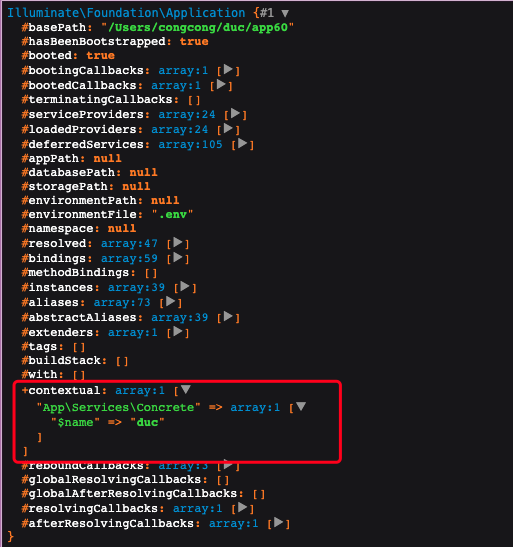 Illuminate\Foundation\Application {#1 ▼
#basePath: "/Users/congcong/duc/app60"
#hasBeenBootstrapped: true
#booted: true
#bootingCallbacks: array:1 [▶]
#bootedCallbacks: array:1 [▶]
#terminatingCallbacks: []
#serviceProviders: array:24 [▶]
#loadedProviders: array:24 [▶]
#deferredServices: array:105 [▶]
#appPath: null
#databasePath: null
#storagePath: null
#environmentPath: null
#environmentFile: ".env"
#namespace: null
#resolved: array:47 [▶]
#bindings: array:59 [▶]
#methodBindings: []
#instances: array:39 [▶]
#aliases: array:73 [▶]
#abstractAliases: array:39 [▶]
#extenders: array:1 [▶]
#tags: []
#buildStack: []
#with: []
+contextual: array:1 [▼
"App\Services\Concrete" => array:1 [▼
"$name" => "duc"
]
]
#reboundCallbacks: array:3 [▶]
#globalResolvingCallbacks: []
#globalAfterResolvingCallbacks: []
#resolvingCallbacks: array:1 [▶]
#afterResolvingCallbacks: array:1 [▶]
}